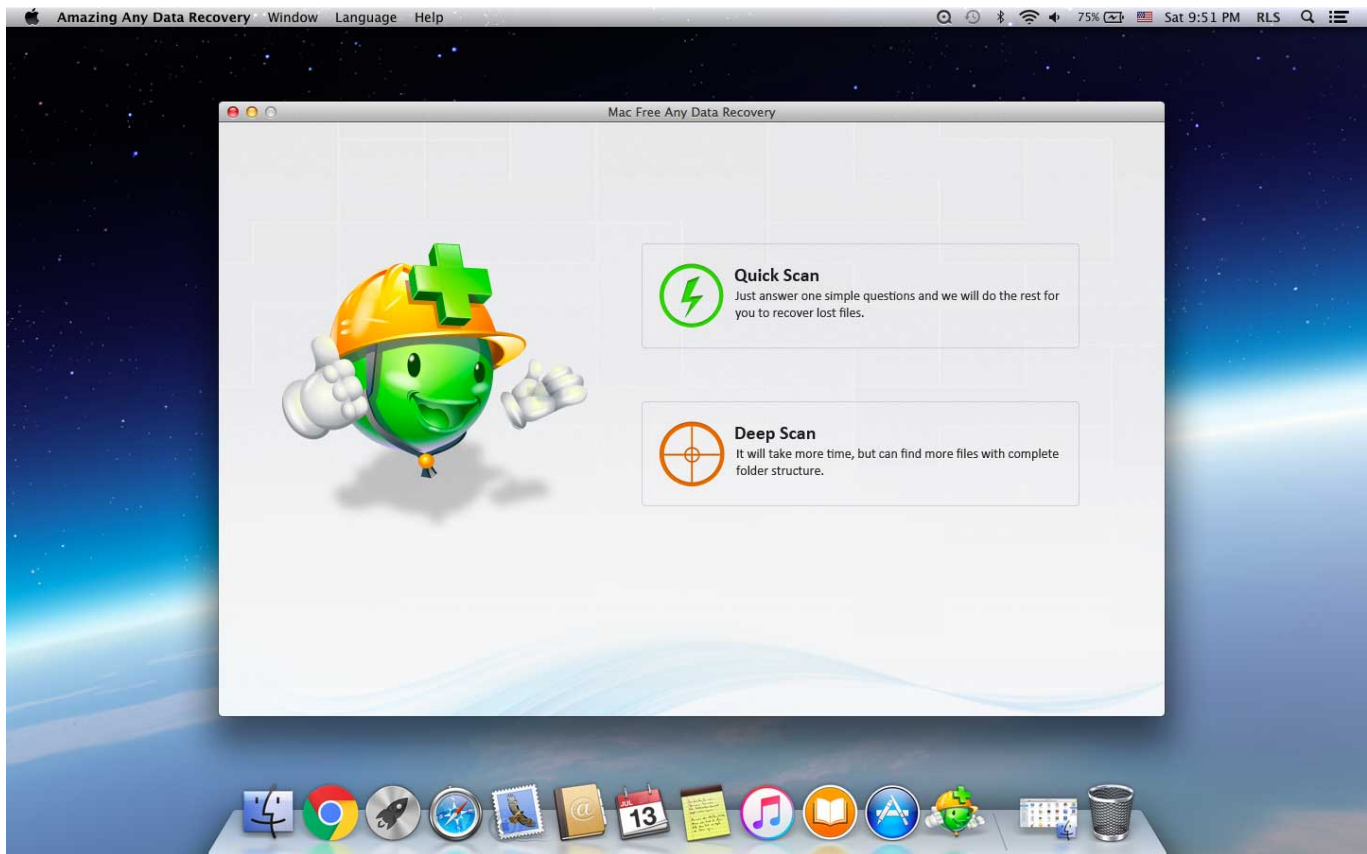 Amazing Any Data Recovery Window Language Help 75% Sat 9:51 PM RLS
Mac Free Any Data Recovery
Quick Scan
Just answer one simple questions and we will do the rest for
you to recover lost files.
Deep Scan
It will take more time, but can find more files with complete
folder structure.
JUL
13